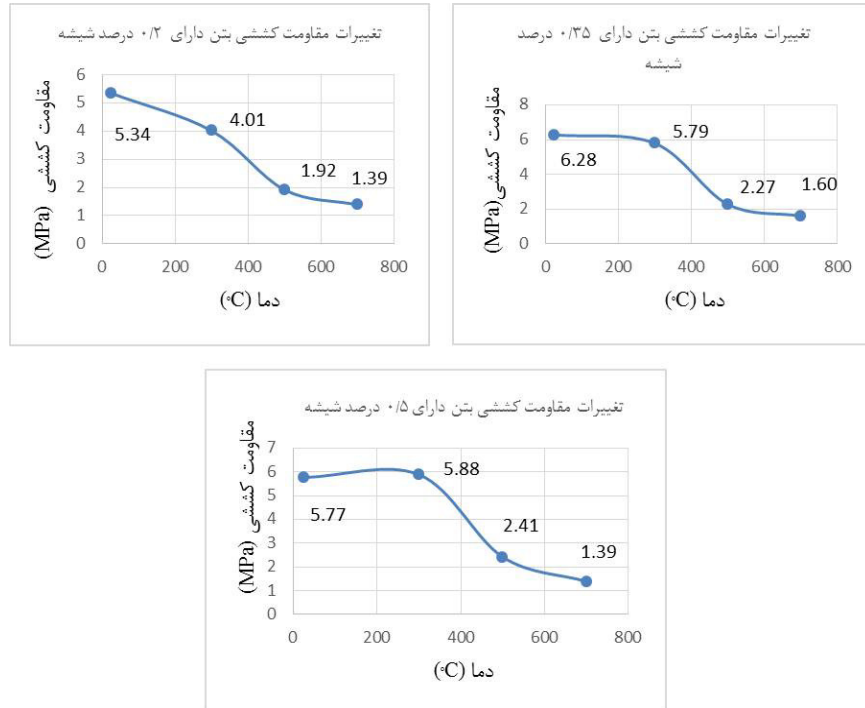 تغییرات مقاومت کششی بتن دارای ۰/۲ درصد شیشه
مقاومت کششی (MPa)
6
5
4
3
2
1
0
5.34
4.01
1.92
1.39
0 200 400 600 800
دما (°C)
تغییرات مقاومت کششی بتن دارای ۰/۳۵ درصد
شیشه
مقاومت کششی(MPa)
8
6
4
2
0
6.28
5.79
2.27
1.60
0 200 400 600 800
دما (°C)
تغییرات مقاومت کششی بتن دارای ۰/۵ درصد شیشه
مقاومت کششی (MPa)
7
6
5
4
3
2
1
0
5.77
5.88
2.41
1.39
0 200 400 600 800
دما (°C)